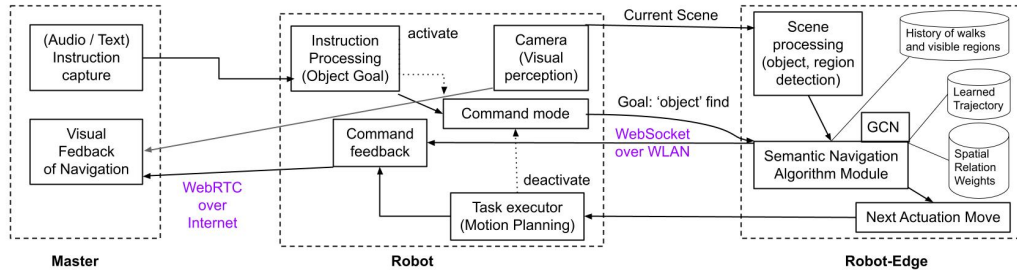 (Audio / Text)
Instruction
capture
Visual
Fedback
of Navigation
Master
WebRTC
over
Internet
Instruction
Processing
(Object Goal)
activate
Camera
(Visual
perception)
Command mode
Command
feedback
deactivate
Task executor
(Motion Planning)
Robot
Current Scene
Goal: ‘object’ find
WebSocket
over WLAN
Scene
processing
(object, region
detection)
History of walks
and visible regions
Learned
Trajectory
GCN
Semantic Navigation
Algorithm Module
Spatial
Relation
Weights
Next Actuation Move
Robot-Edge